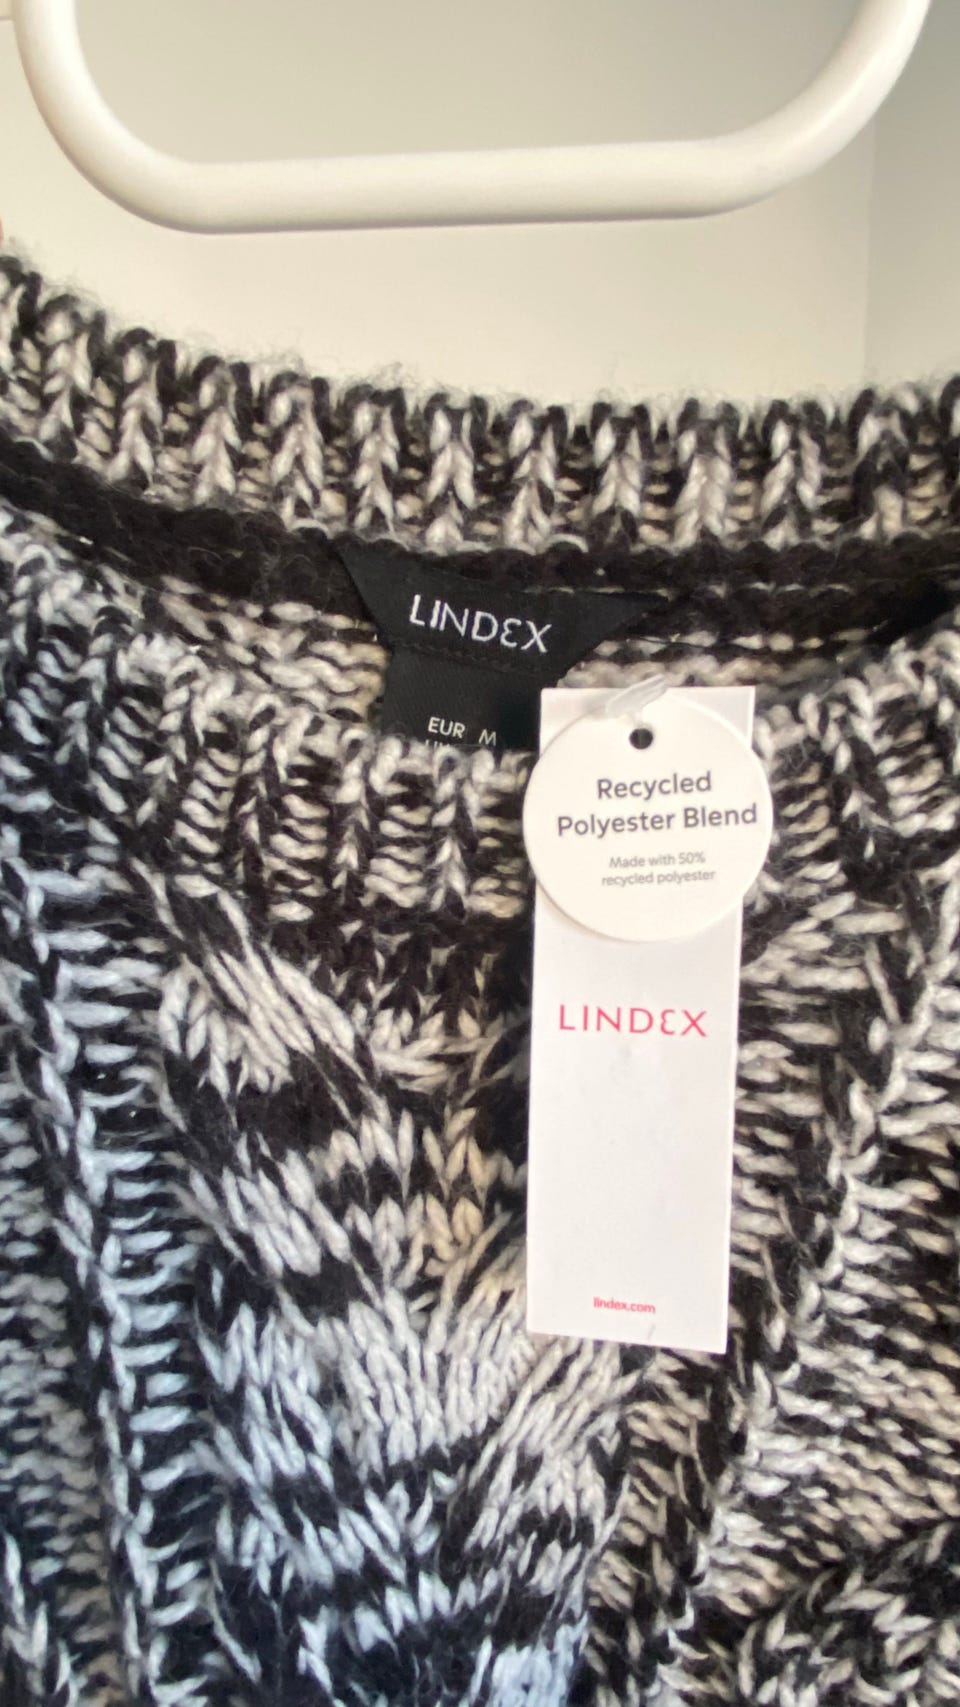 LINDEX
EUR M
Recycled
Polyester Blend
Made with 50%
recycled polyester
LINDEX
lindex.com